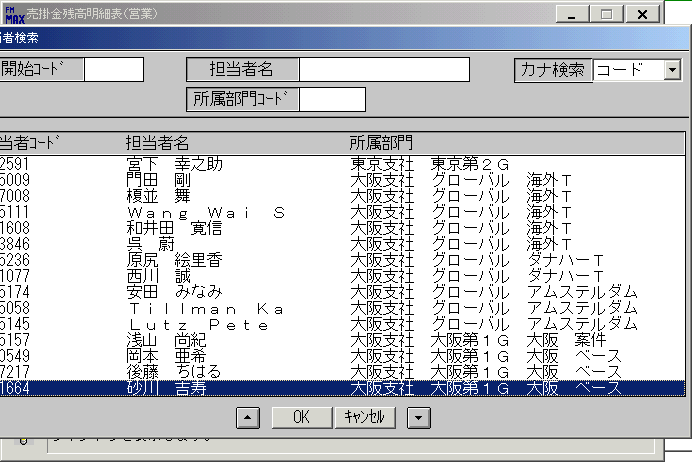 売掛金残高明細表(営業)
当者検索
開始ｺｰﾄﾞ 担当者名 カナ検索 コード
所属部門ｺｰﾄﾞ
当者ｺｰﾄﾞ 担当者名 所属部門
2591 宮下 幸之助 東京支社 東京第２Ｇ
5009 門田 剛 大阪支社 グローバル 海外Ｔ
7008 榎並 舞 大阪支社 グローバル 海外Ｔ
5111 Ｗａｎｇ Ｗａｉ Ｓ 大阪支社 グローバル 海外Ｔ
1608 和井田 寛信 大阪支社 グローバル 海外Ｔ
3846 呉 蔚 大阪支社 グローバル 海外Ｔ
5236 原尻 絵里香 大阪支社 グローバル ダナハーＴ
1077 西川 誠 大阪支社 グローバル ダナハーＴ
5174 安田 みなみ 大阪支社 グローバル アムステルダム
5058 Ｔｉｌｌｍａｎ Ｋａ 大阪支社 グローバル アムステルダム
5145 Ｌｕｔｚ Ｐｅｔｅ 大阪支社 グローバル アムステルダム
5157 浅山 尚紀 大阪支社 大阪第１Ｇ 大阪 案件
0549 岡本 亜希 大阪支社 大阪第１Ｇ 大阪 ベース
7217 後藤 ちはる 大阪支社 大阪第１Ｇ 大阪 ベース
1664 砂川 吉寿 大阪支社 大阪第１Ｇ 大阪 ベース
OK ｷｬﾝｾﾙ